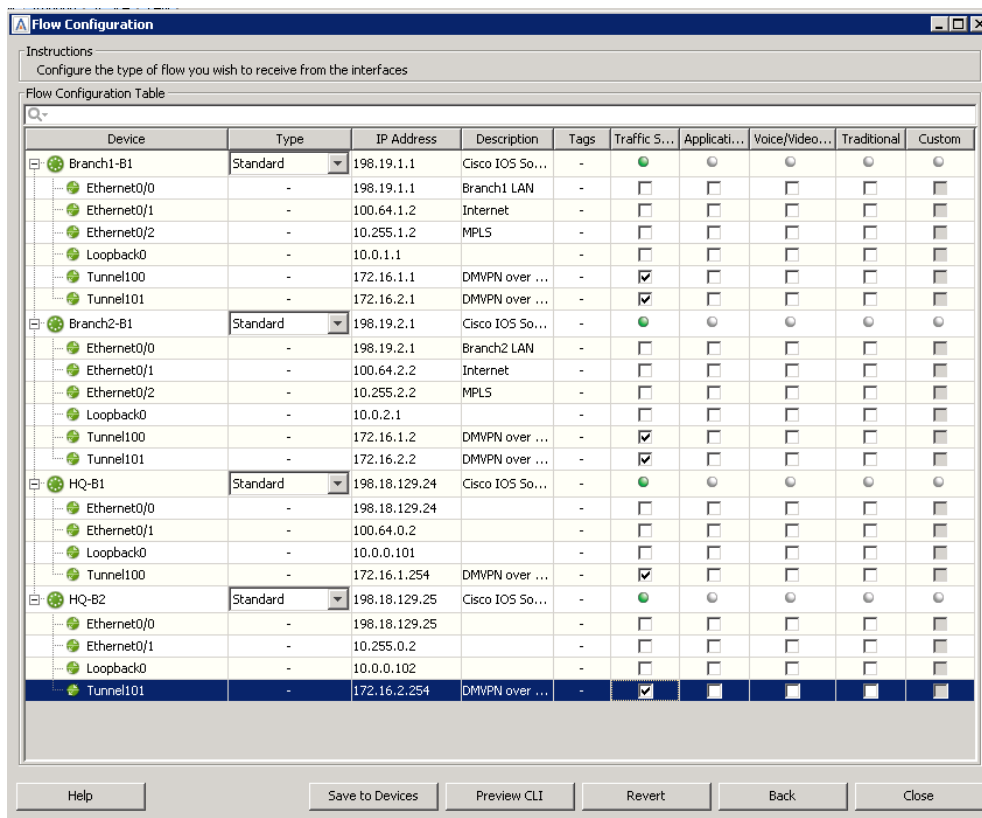 Flow Configuration
Instructions
Configure the type of flow you wish to receive from the interfaces
Flow Configuration Table
Device Type IP Address Description Tags Traffic S... Applicati... Voice/Video... Traditional Custom
Branch1-B1 Standard 198.19.1.1 Cisco IOS So... -
Ethernet0/0 - 198.19.1.1 Branch1 LAN -
Ethernet0/1 - 100.64.1.2 Internet -
Ethernet0/2 - 10.255.1.2 MPLS -
Loopback0 - 10.0.1.1 -
Tunnel100 - 172.16.1.1 DMVPN over ... -
Tunnel101 - 172.16.2.1 DMVPN over ... -
Branch2-B1 Standard 198.19.2.1 Cisco IOS So... -
Ethernet0/0 - 198.19.2.1 Branch2 LAN -
Ethernet0/1 - 100.64.2.2 Internet -
Ethernet0/2 - 10.255.2.2 MPLS -
Loopback0 - 10.0.2.1 -
Tunnel100 - 172.16.1.2 DMVPN over ... -
Tunnel101 - 172.16.2.2 DMVPN over ... -
HQ-B1 Standard 198.18.129.24 Cisco IOS So... -
Ethernet0/0 - 198.18.129.24 -
Ethernet0/1 - 100.64.0.2 -
Loopback0 - 10.0.0.101 -
Tunnel100 - 172.16.1.254 DMVPN over ... -
HQ-B2 Standard 198.18.129.25 Cisco IOS So... -
Ethernet0/0 - 198.18.129.25 -
Ethernet0/1 - 10.255.0.2 -
Loopback0 - 10.0.0.102 -
Tunnel101 - 172.16.2.254 DMVPN over ... -
Help Save to Devices Preview CLI Revert Back Close